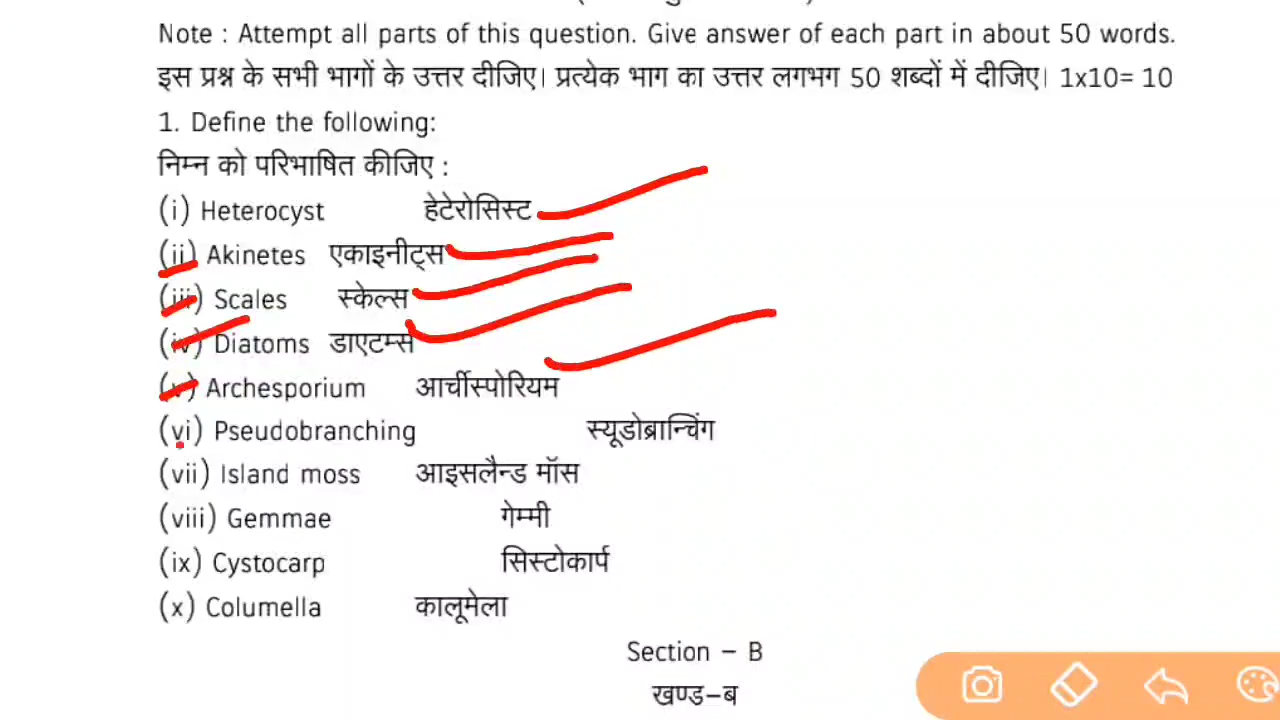 Note : Attempt all parts of this question. Give answer of each part in about 50 words.
इस प्रश्न के सभी भागों के उत्तर दीजिए। प्रत्येक भाग का उत्तर लगभग 50 शब्दों में दीजिए। 1x10= 10
1. Define the following:
निम्न को परिभाषित कीजिए :
(i) Heterocyst हेटेरोसिस्ट
(ii) Akinetes एकाइनीट्स
(iii) Scales स्केल्स
(iv) Diatoms डाएटम्स
(v) Archesporium आर्चीस्पोरियम
(vi) Pseudobranching स्यूडोब्रान्चिंग
(vii) Island moss आइसलैन्ड मॉस
(viii) Gemmae गेम्मी
(ix) Cystocarp सिस्टोकार्प
(x) Columella कालूमेला
Section – B
खण्ड–ब